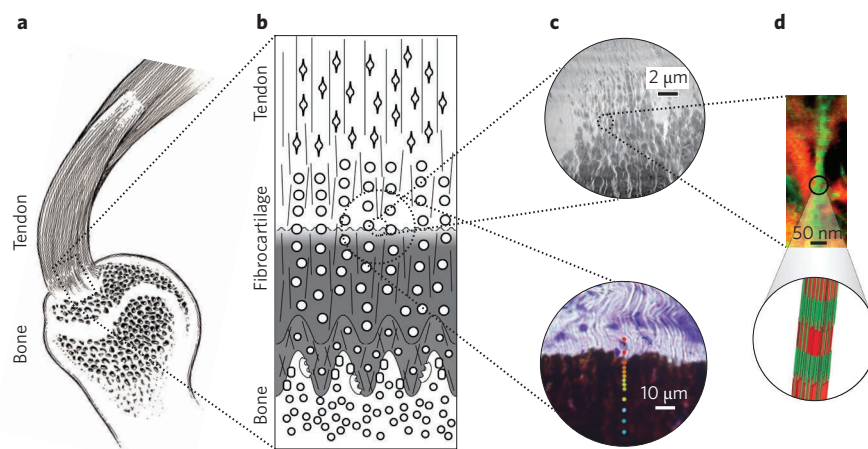 a
b
c
d
Tendon
Bone
Tendon
Fibrocartilage
Bone
2 μm
10 μm
50 nm